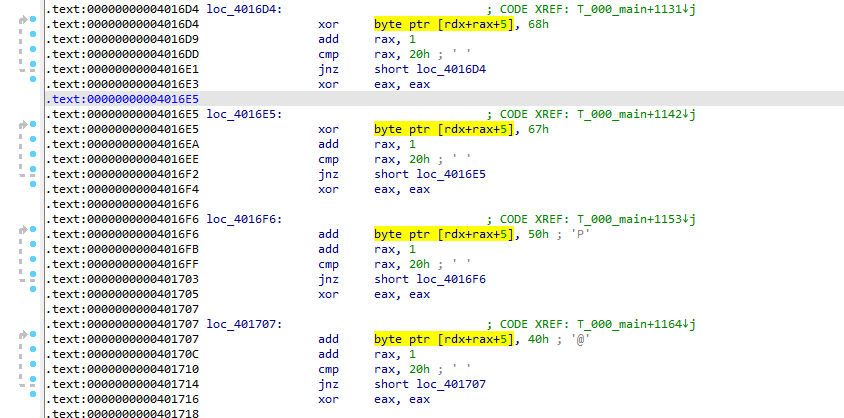 .text:00000000004016D4 loc_4016D4: ; CODE XREF: T_000_main+1131↓j
.text:00000000004016D4 xor byte ptr [rdx+rax+5], 68h
.text:00000000004016D9 add rax, 1
.text:00000000004016DD cmp rax, 20h ; ' '
.text:00000000004016E1 jnz short loc_4016D4
.text:00000000004016E3 xor eax, eax
.text:00000000004016E5
.text:00000000004016E5 loc_4016E5: ; CODE XREF: T_000_main+1142↓j
.text:00000000004016E5 xor byte ptr [rdx+rax+5], 67h
.text:00000000004016EA add rax, 1
.text:00000000004016EE cmp rax, 20h ; ' '
.text:00000000004016F2 jnz short loc_4016E5
.text:00000000004016F4 xor eax, eax
.text:00000000004016F6
.text:00000000004016F6 loc_4016F6: ; CODE XREF: T_000_main+1153↓j
.text:00000000004016F6 add byte ptr [rdx+rax+5], 50h ; 'P'
.text:00000000004016FB add rax, 1
.text:00000000004016FF cmp rax, 20h ; ' '
.text:0000000000401703 jnz short loc_4016F6
.text:0000000000401705 xor eax, eax
.text:0000000000401707
.text:0000000000401707 loc_401707: ; CODE XREF: T_000_main+1164↓j
.text:0000000000401707 add byte ptr [rdx+rax+5], 40h ; '@'
.text:000000000040170C add rax, 1
.text:0000000000401710 cmp rax, 20h ; ' '
.text:0000000000401714 jnz short loc_401707
.text:0000000000401716 xor eax, eax
.text:0000000000401718